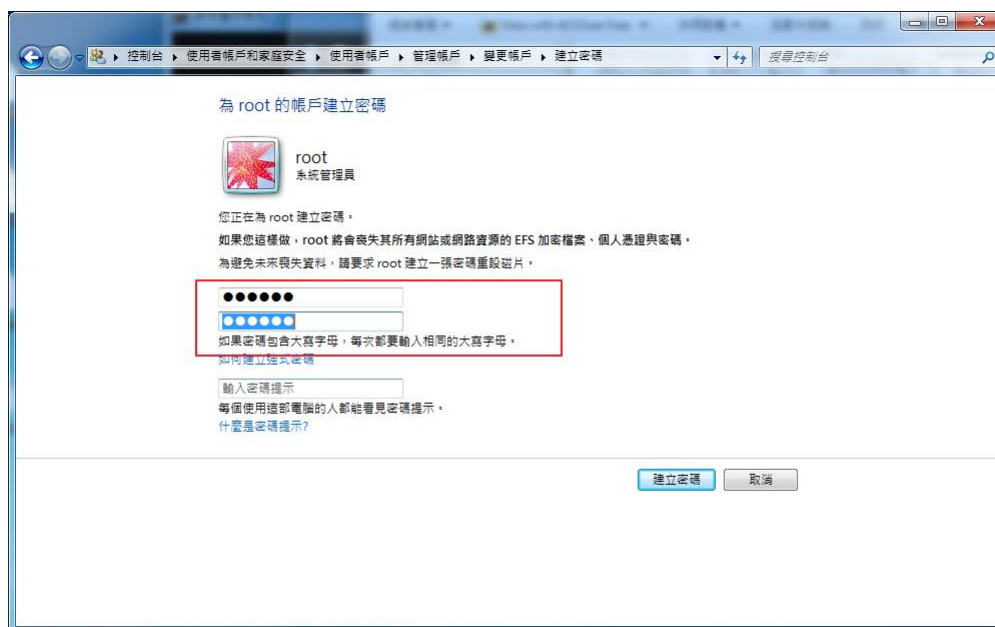 控制台 ▸ 使用者帳戶和家庭安全 ▸ 使用者帳戶 ▸ 管理帳戶 ▸ 變更帳戶 ▸ 建立密碼
搜尋控制台
為 root 的帳戶建立密碼
root
系統管理員
您正在為 root 建立密碼。
如果您這樣做，root 將會喪失其所有網站或網路資源的 EFS 加密檔案、個人憑證與密碼。
為避免未來喪失資料，請要求 root 建立一張密碼重設磁片。
●●●●●●
●●●●●●
如果密碼包含大寫字母，每次都要輸入相同的大寫字母。
如何建立強式密碼
輸入密碼提示
每個使用這部電腦的人都能看見密碼提示。
什麼是密碼提示?
建立密碼
取消